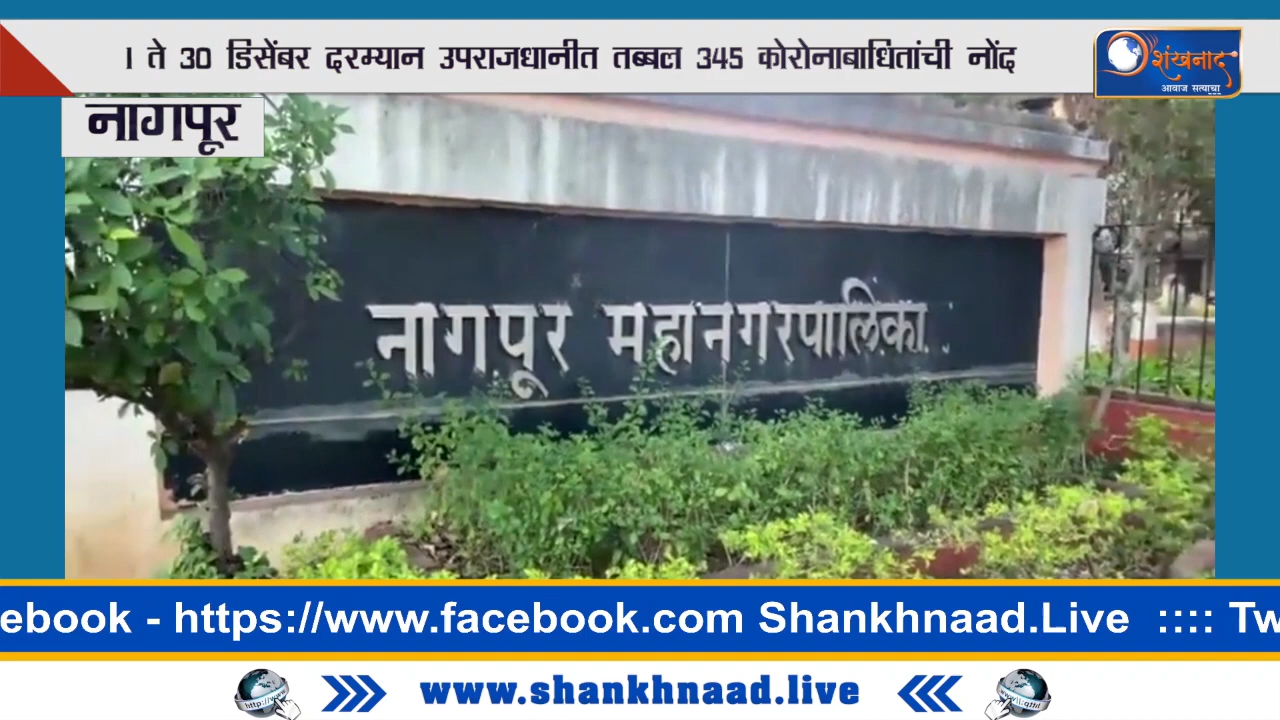 1 ते 30 डिसेंबर दरम्यान उपराजधानीत तब्बल 345 कोरोनाबाधितांची नोंद
शंखनाद
आवाज सत्याचा
नागपूर
नागपूर महानगरपालिका
ebook - https://www.facebook.com Shankhnaad.Live :::: Tw
www.shankhnaad.live